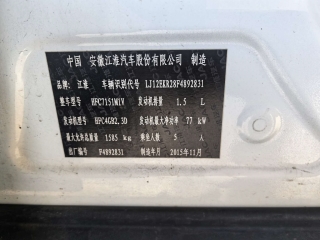 中国 安徽江淮汽车股份有限公司 制造
品牌 江淮 车辆识别代号 LJ12EKR28F4892831
整车型号 HFC7151M1V 发动机排量 1.5 L
发动机型号 HFC4GB2.3D 发动机最大净功率 77 kW
最大允许总质量 1585 kg 乘坐人数 5 人
出厂编号 F4892831 制造年月 2015年11月